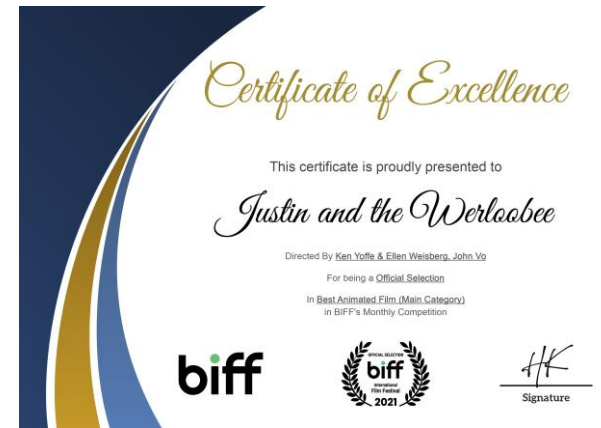 Certificate of Excellence
This certificate is proudly presented to
Justin and the Werloobee
Directed By Ken Yoffe & Ellen Weisberg, John Vo
For being a Official Selection
In Best Animated Film (Main Category)
in BIFF's Monthly Competition
biff
OFFICIAL SELECTION
biff
International
Film Festival
2021
HK
Signature